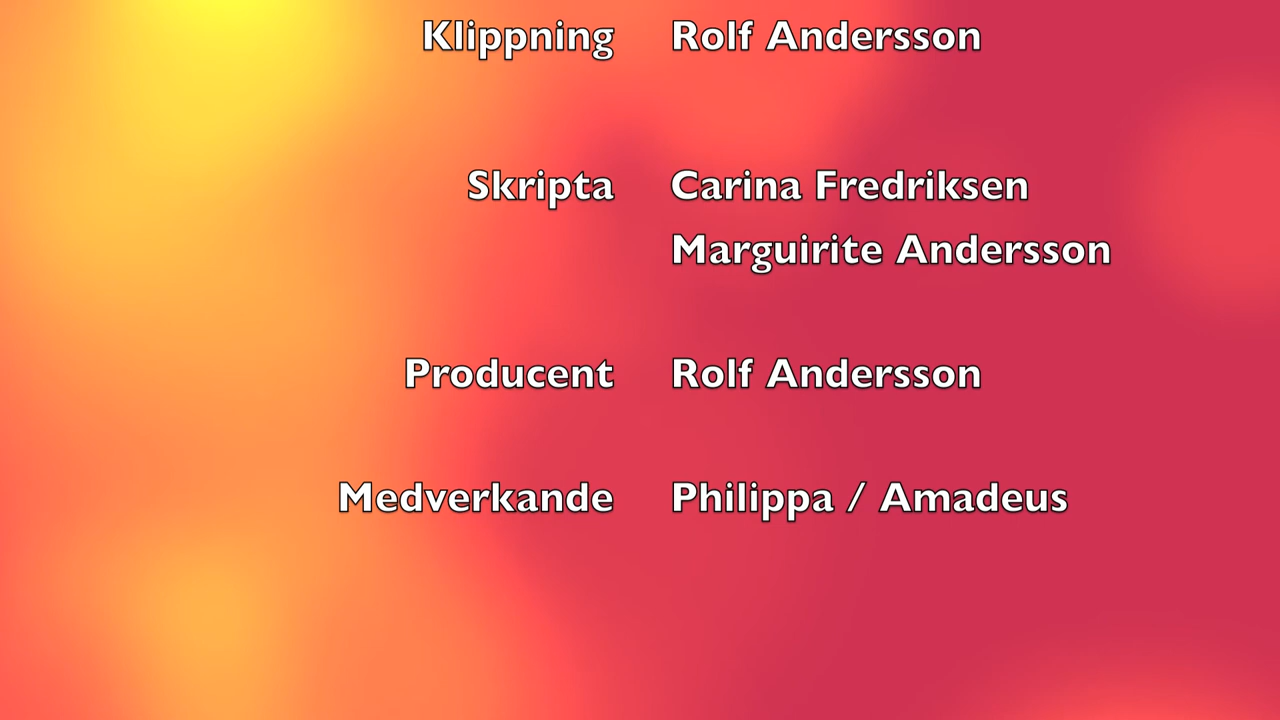 Klippning Rolf Andersson
Skripta Carina Fredriksen
Marguirite Andersson
Producent Rolf Andersson
Medverkande Philippa / Amadeus